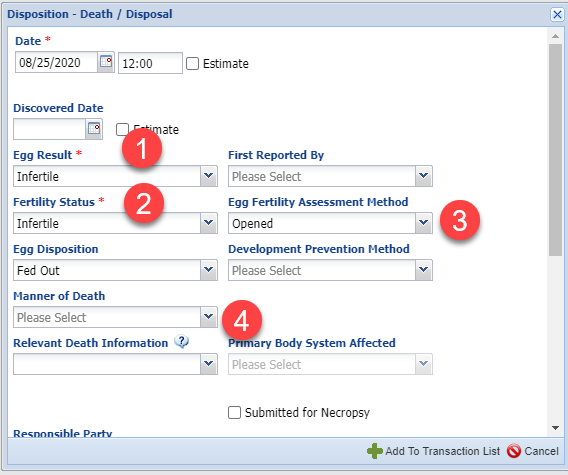 Disposition - Death / Disposal
Date *
08/25/2020 12:00 Estimate
Discovered Date
Estimate
1
Egg Result * First Reported By
Infertile Please Select
2
Fertility Status * Egg Fertility Assessment Method
Infertile Opened
3
Egg Disposition Development Prevention Method
Fed Out Please Select
Manner of Death
Please Select
4
Relevant Death Information ? Primary Body System Affected
Please Select
Submitted for Necropsy
Responsible Party
Add To Transaction List Cancel